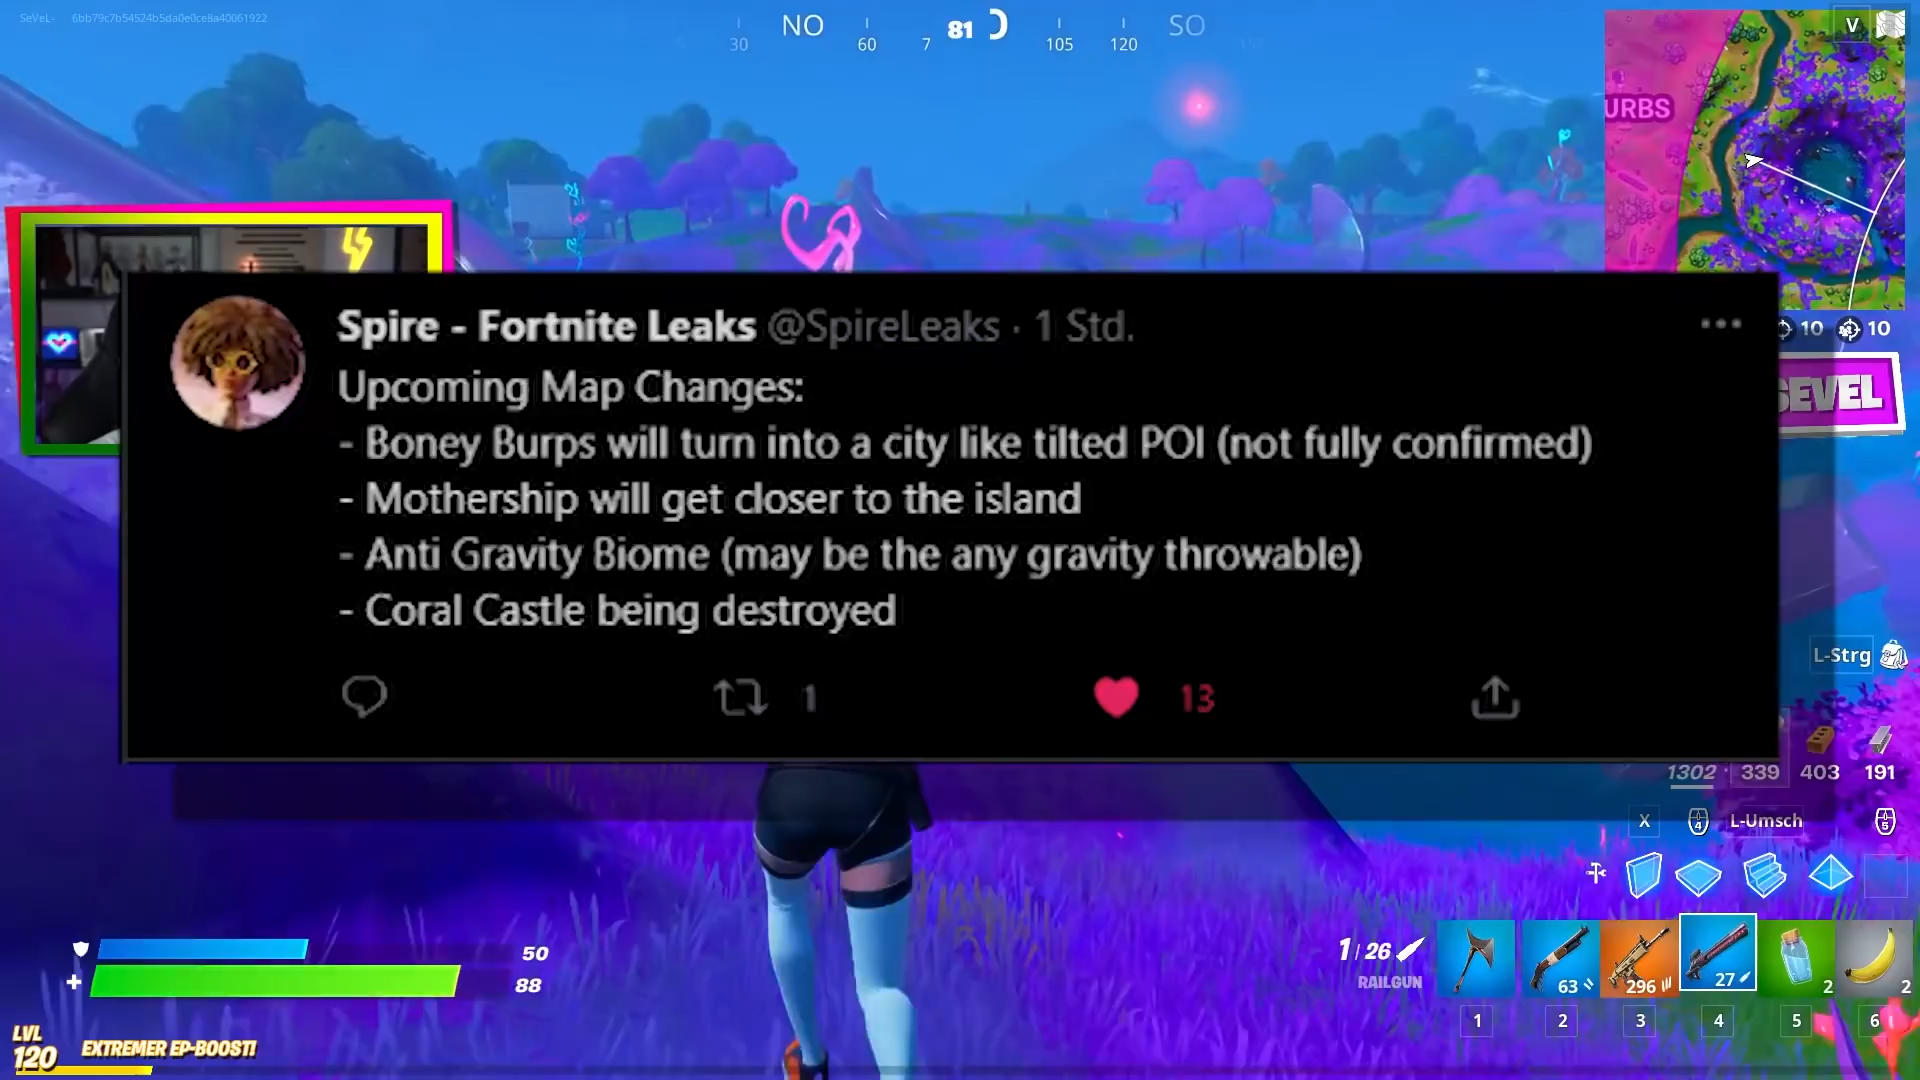 SeVeL- 6bb79c7b54524b5da0e0ce8a40061922
30 NO 60 7 81 105 120 SO
V
URBS
10 10
SEVEL
Spire - Fortnite Leaks @SpireLeaks · 1 Std.
Upcoming Map Changes:
- Boney Burps will turn into a city like tilted POI (not fully confirmed)
- Mothership will get closer to the island
- Anti Gravity Biome (may be the any gravity throwable)
- Coral Castle being destroyed
1 13
L-Strg
1302 339 403 191
X 4 L-Umsch 5
50
88
1/26
RAILGUN
63 296 27 2 2
1 2 3 4 5 6
LVL
120 EXTREMER EP-BOOST!